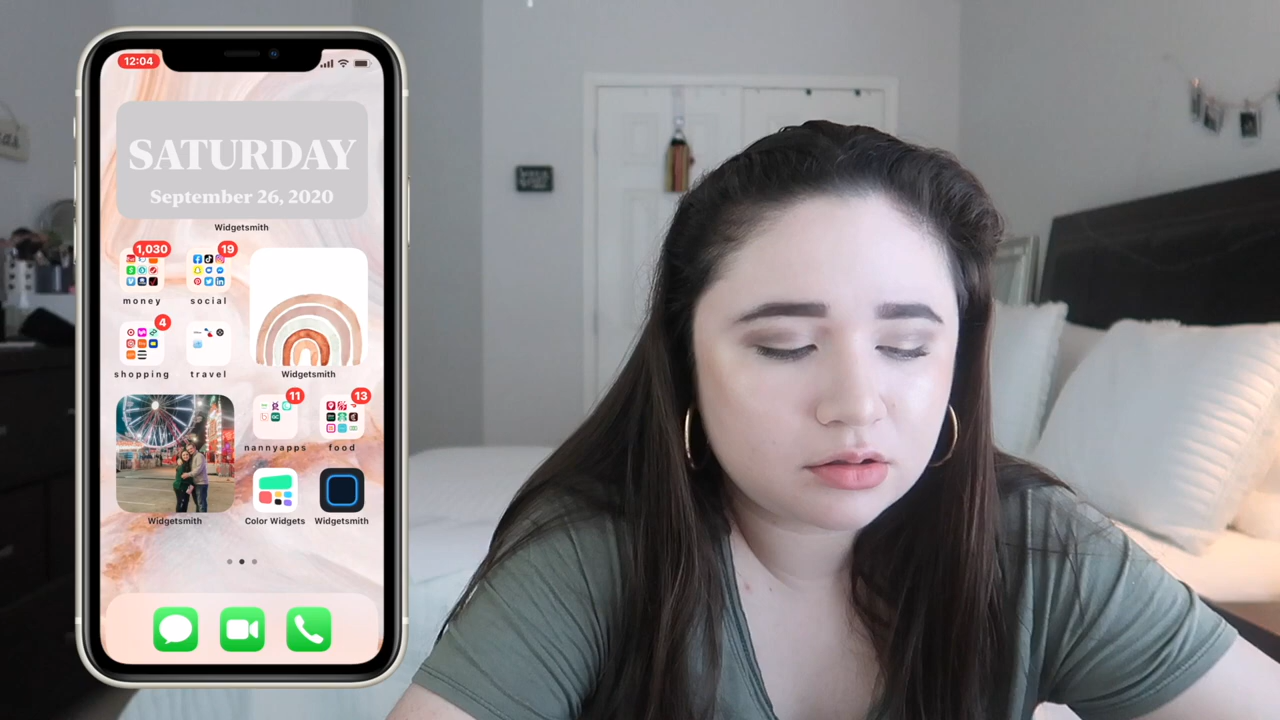 12:04
SATURDAY
September 26, 2020
Widgetsmith
1,030
19
money
social
4
shopping
travel
Widgetsmith
11
13
nannyapps
food
Widgetsmith
Color Widgets
Widgetsmith